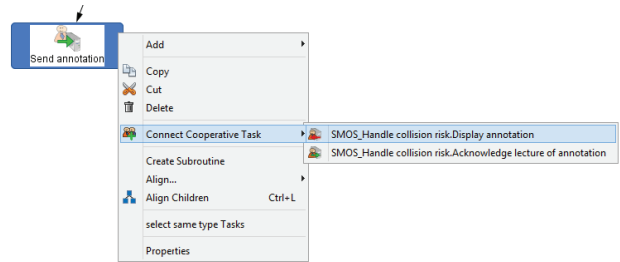 Send annotation
Add
Copy
Cut
Delete
Connect Cooperative Task
SMOS_Handle collision risk.Display annotation
SMOS_Handle collision risk.Acknowledge lecture of annotation
Create Subroutine
Align...
Align Children Ctrl+L
select same type Tasks
Properties